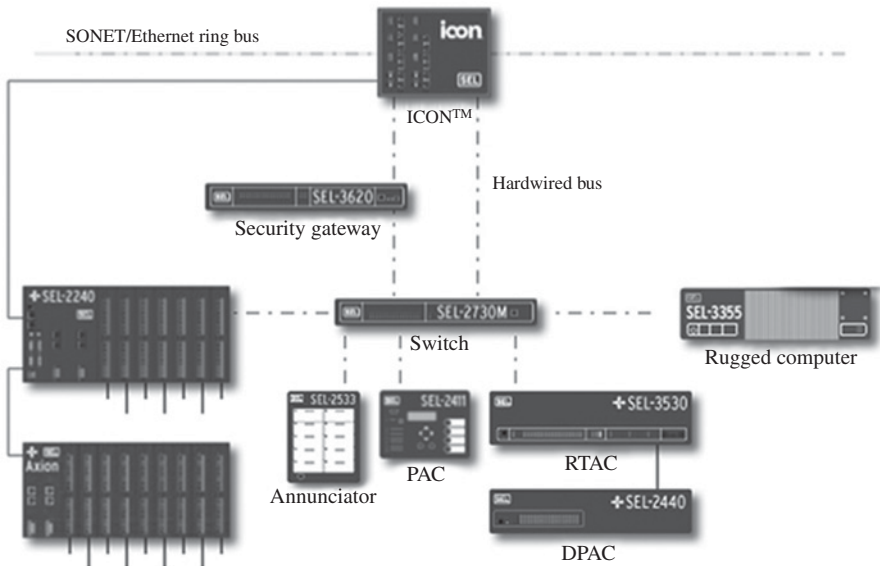 SONET/Ethernet ring bus
icon
SEL
ICON™
SEL-3620
Hardwired bus
Security gateway
SEL-2240
SEL-2730M
SEL-3355
Switch
Rugged computer
SEL-2533
SEL-2411
SEL-3530
Axion
PAC
RTAC
Annunciator
SEL-2440
DPAC